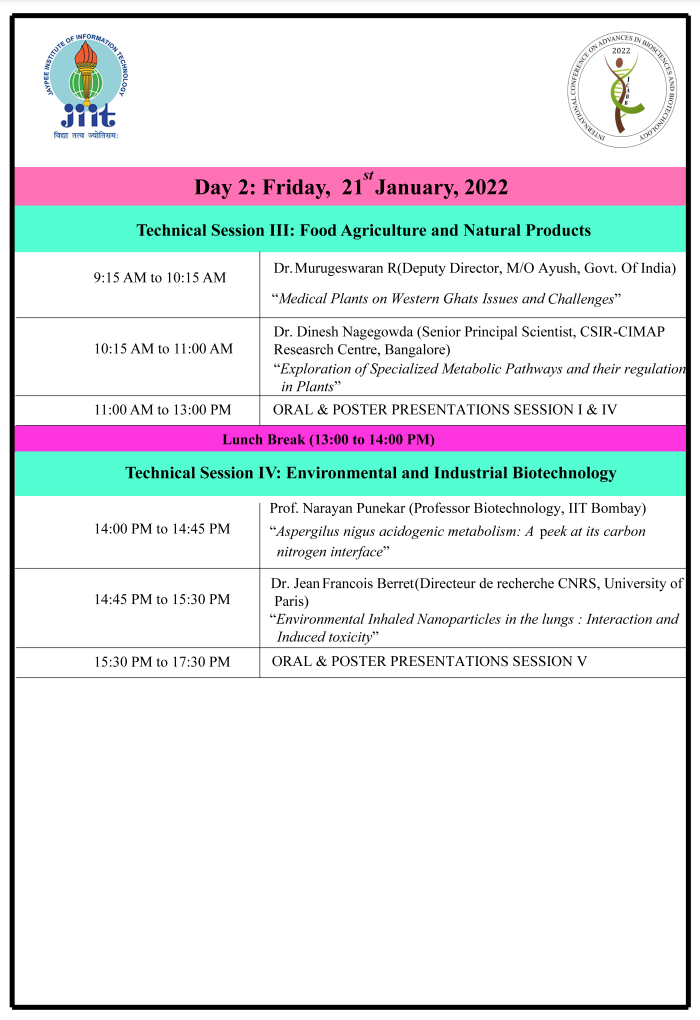 JAYPEE INSTITUTE OF INFORMATION TECHNOLOGY
jiit
विद्या तत्व ज्योतिसमः
INTERNATIONAL CONFERENCE ON ADVANCES IN BIOSCIENCES AND BIOTECHNOLOGY
2022
ICABB
Day 2: Friday, 21st January, 2022
Technical Session III: Food Agriculture and Natural Products
9:15 AM to 10:15 AM
Dr. Murugeswaran R(Deputy Director, M/O Ayush, Govt. Of India)
“Medical Plants on Western Ghats Issues and Challenges”
10:15 AM to 11:00 AM
Dr. Dinesh Nagegowda (Senior Principal Scientist, CSIR-CIMAP
Reseasrch Centre, Bangalore)
“Exploration of Specialized Metabolic Pathways and their regulation
in Plants”
11:00 AM to 13:00 PM
ORAL & POSTER PRESENTATIONS SESSION I & IV
Lunch Break (13:00 to 14:00 PM)
Technical Session IV: Environmental and Industrial Biotechnology
14:00 PM to 14:45 PM
Prof. Narayan Punekar (Professor Biotechnology, IIT Bombay)
“Aspergilus nigus acidogenic metabolism: A peek at its carbon
nitrogen interface”
14:45 PM to 15:30 PM
Dr. Jean Francois Berret(Directeur de recherche CNRS, University of
Paris)
“Environmental Inhaled Nanoparticles in the lungs : Interaction and
Induced toxicity”
15:30 PM to 17:30 PM
ORAL & POSTER PRESENTATIONS SESSION V